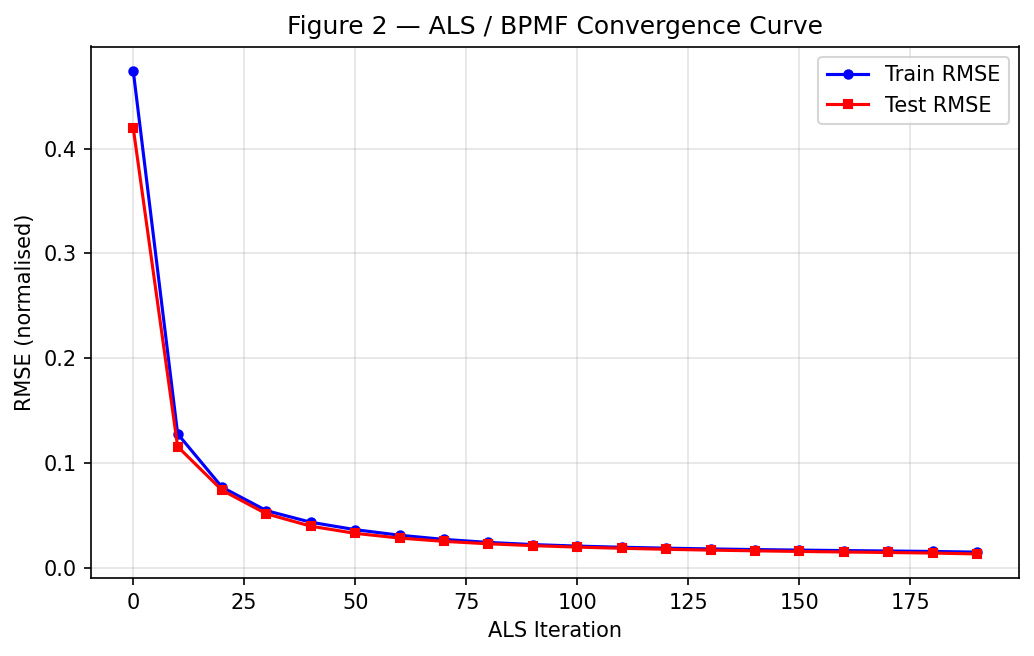 Figure 2 — ALS / BPMF Convergence Curve
Train RMSE
Test RMSE
RMSE (normalised)
0.4
0.3
0.2
0.1
0.0
0 25 50 75 100 125 150 175
ALS Iteration